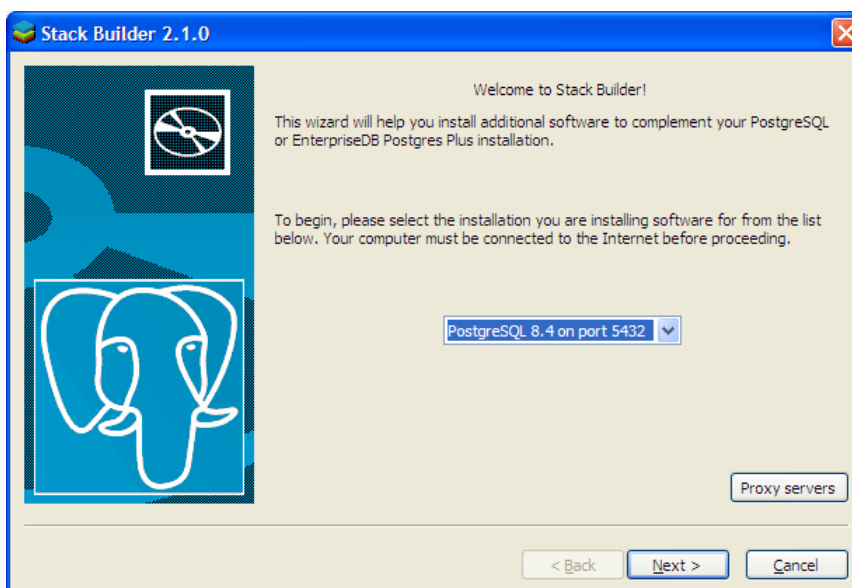 Stack Builder 2.1.0
Welcome to Stack Builder!
This wizard will help you install additional software to complement your PostgreSQL
or EnterpriseDB Postgres Plus installation.
To begin, please select the installation you are installing software for from the list
below. Your computer must be connected to the Internet before proceeding.
PostgreSQL 8.4 on port 5432
Proxy servers
< Back
Next >
Cancel